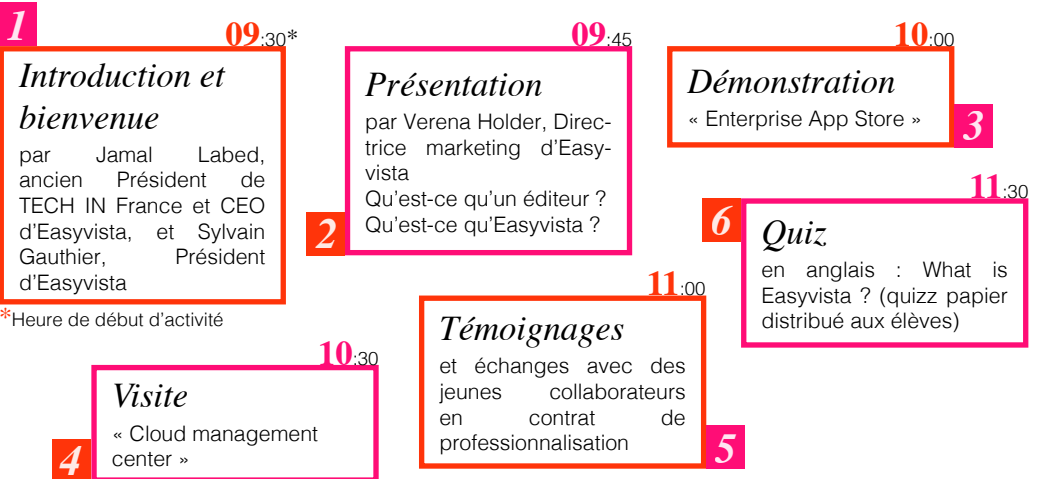 1
09:30*
Introduction et
bienvenue
par Jamal Labed,
ancien Président de
TECH IN France et CEO
d'Easyvista, et Sylvain
Gauthier, Président
d'Easyvista
*Heure de début d'activité
2
09:45
Présentation
par Verena Holder, Direc-
trice marketing d'Easy-
vista
Qu'est-ce qu'un éditeur ?
Qu'est-ce qu'Easyvista ?
10:00
Démonstration
« Enterprise App Store »
3
4
10:30
Visite
« Cloud management
center »
11:00
Témoignages
et échanges avec des
jeunes collaborateurs
en contrat de
professionnalisation
5
6
11:30
Quiz
en anglais : What is
Easyvista ? (quizz papier
distribué aux élèves)